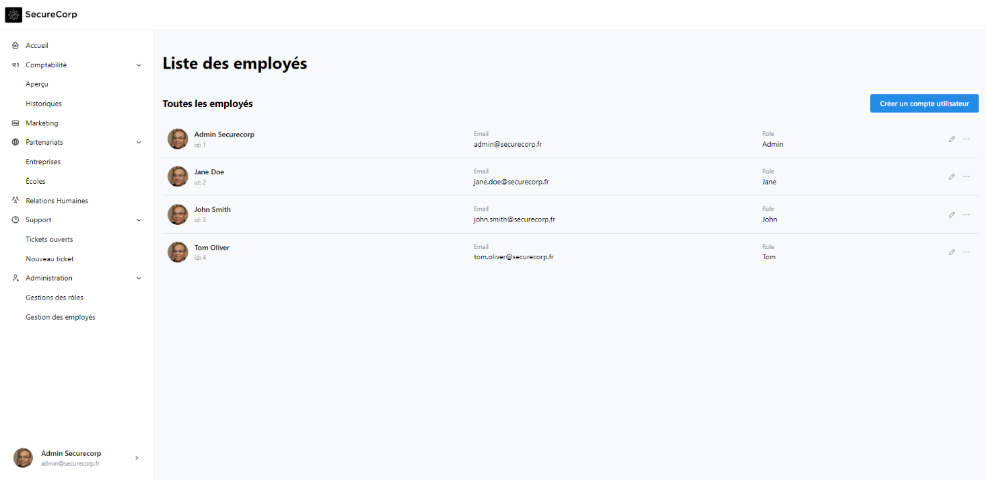 SecureCorp
Accueil
Comptabilité
Aperçu
Historiques
Marketing
Partenariats
Entreprises
Écoles
Relations Humaines
Support
Tickets ouverts
Nouveau ticket
Administration
Gestions des rôles
Gestion des employés
Admin Securecorp
admin@securecorp.fr
Liste des employés
Toutes les employés
Créer un compte utilisateur
Admin Securecorp
id: 1
Email
admin@securecorp.fr
Role
Admin
Jane Doe
id: 2
Email
jane.doe@securecorp.fr
Role
Jane
John Smith
id: 3
Email
john.smith@securecorp.fr
Role
John
Tom Oliver
id: 4
Email
tom.oliver@securecorp.fr
Role
Tom